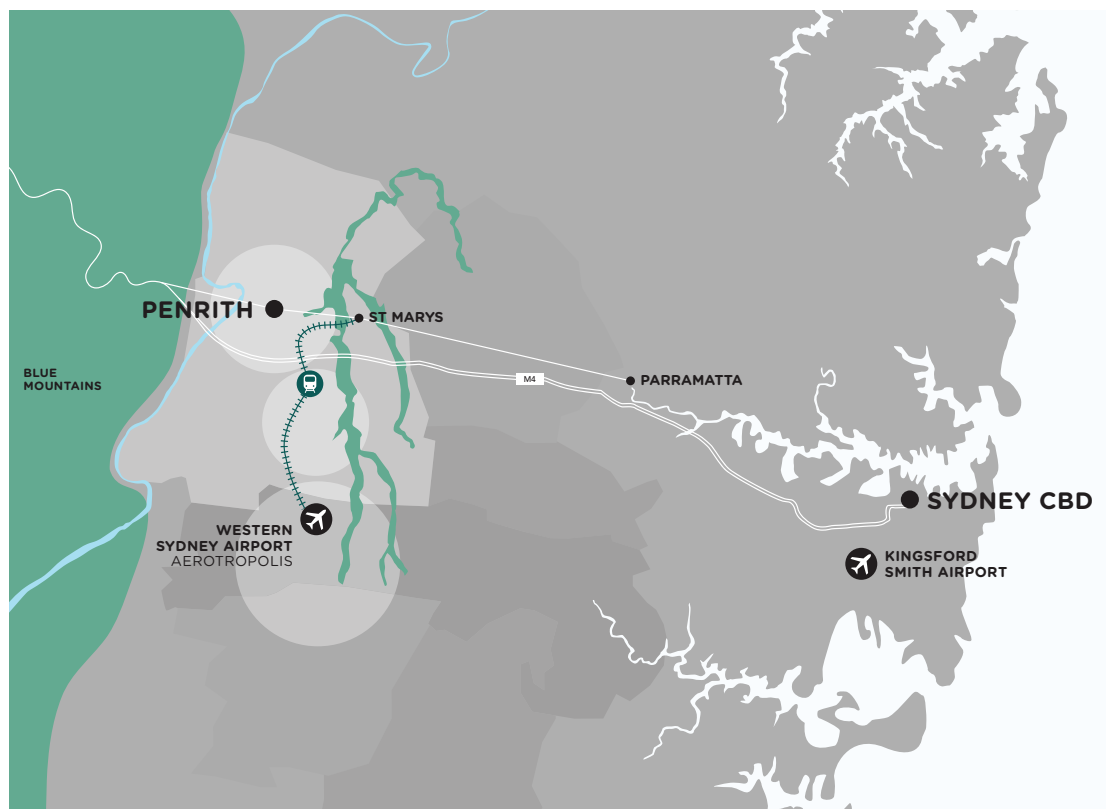 PENRITH
ST MARYS
BLUE
MOUNTAINS
M4
PARRAMATTA
SYDNEY CBD
WESTERN
SYDNEY AIRPORT
AEROTROPOLIS
KINGSFORD
SMITH AIRPORT